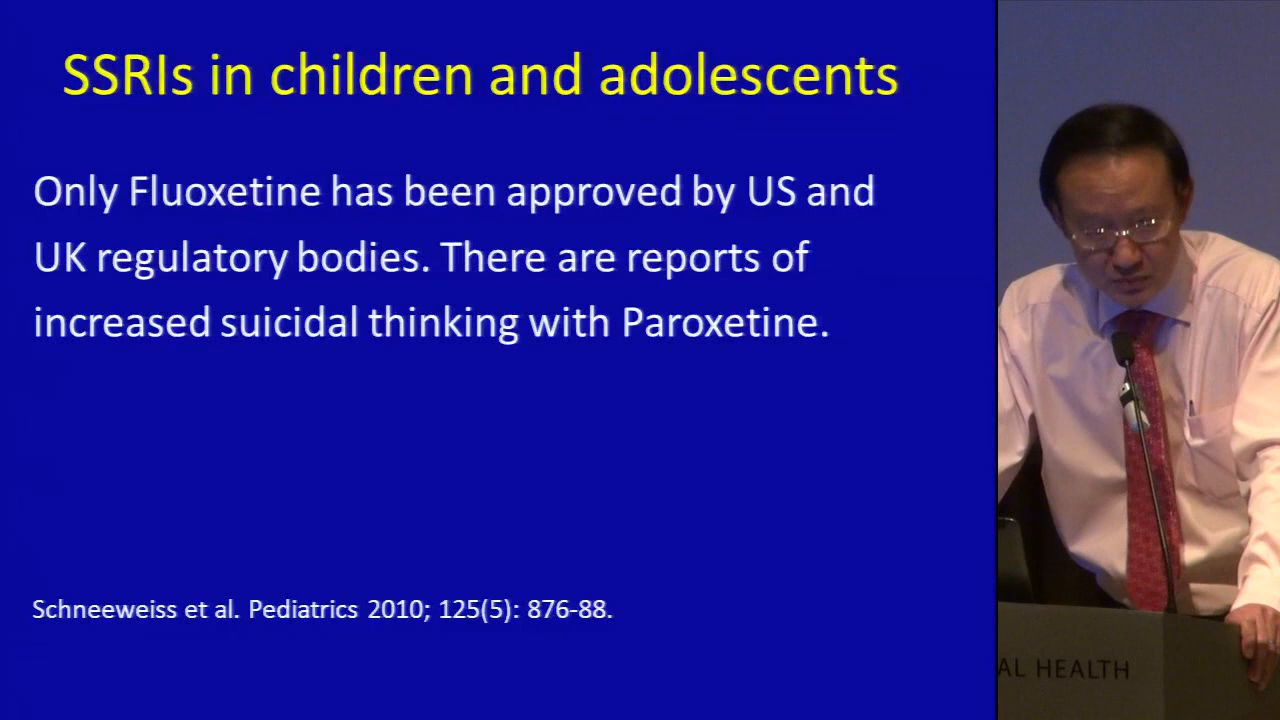 SSRIs in children and adolescents
Only Fluoxetine has been approved by US and
UK regulatory bodies. There are reports of
increased suicidal thinking with Paroxetine.
Schneeweiss et al. Pediatrics 2010; 125(5): 876-88.
AL HEALTH